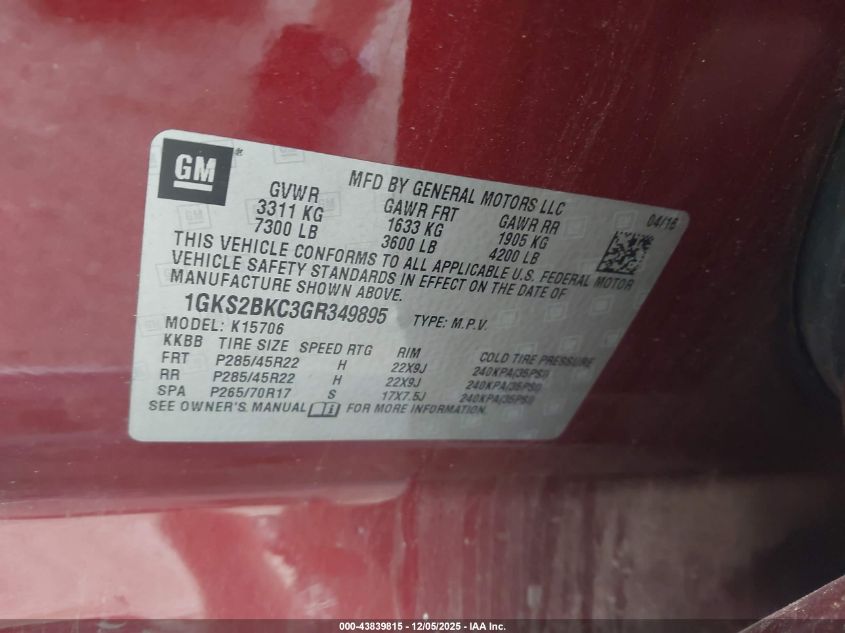 GM
MFD BY GENERAL MOTORS LLC
04/16
GVWR GAWR FRT GAWR RR
3311 KG 1633 KG 1905 KG
7300 LB 3600 LB 4200 LB
THIS VEHICLE CONFORMS TO ALL APPLICABLE U.S. FEDERAL MOTOR
VEHICLE SAFETY STANDARDS IN EFFECT ON THE DATE OF
MANUFACTURE SHOWN ABOVE.
1GKS2BKC3GR349895 TYPE: M.P.V.
MODEL: K15706
KKBB TIRE SIZE SPEED RTG RIM COLD TIRE PRESSURE
FRT P285/45R22 H 22X9J 240KPA/35PSI
RR P285/45R22 H 22X9J 240KPA/35PSI
SPA P265/70R17 S 17X7.5J 240KPA/35PSI
SEE OWNER'S MANUAL FOR MORE INFORMATION.
000-43839815 - 12/05/2025 - IAA Inc.